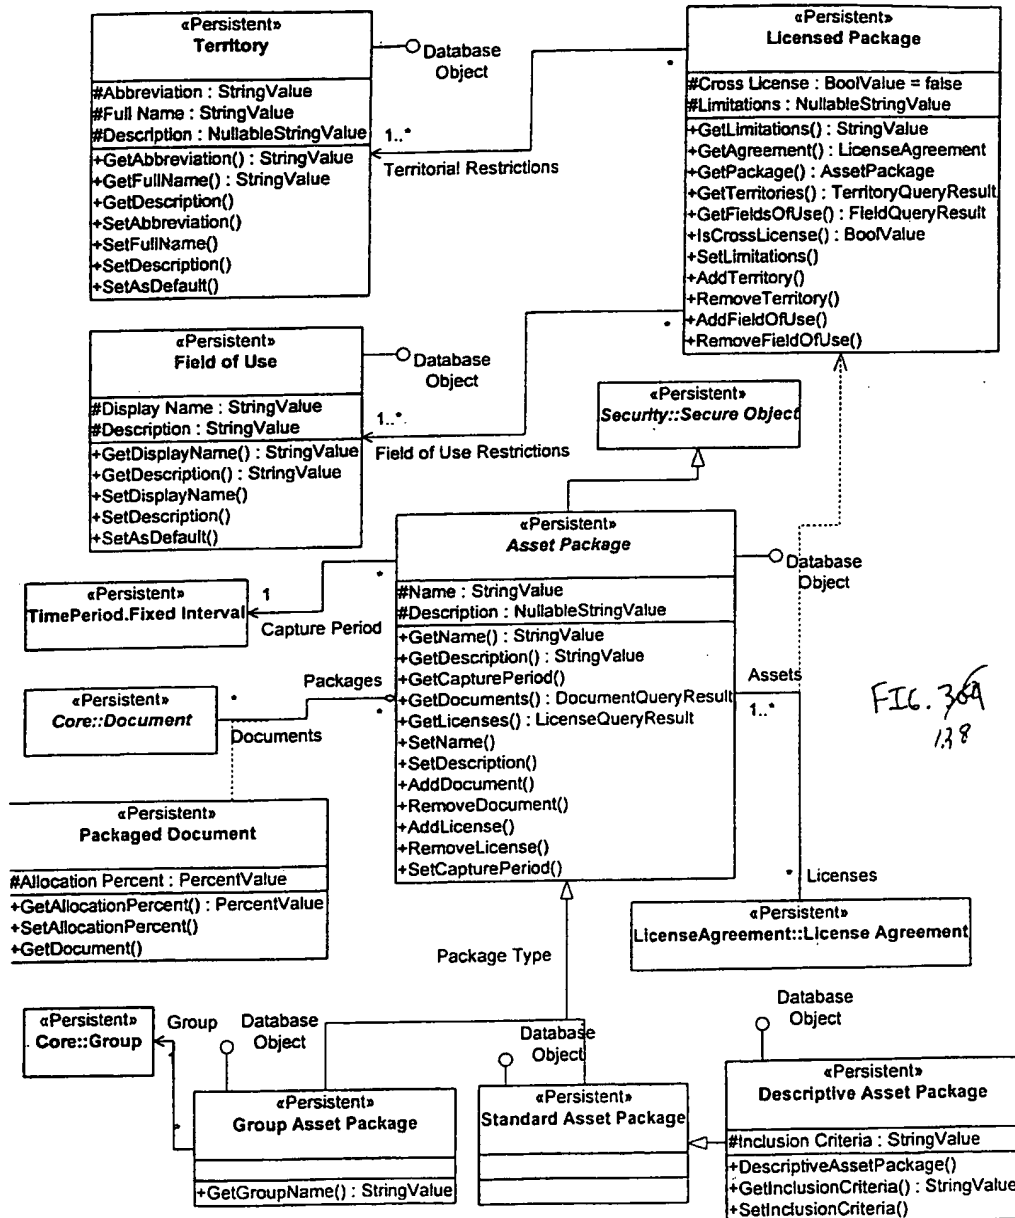 «Persistent»
Territory
#Abbreviation : StringValue
#Full Name : StringValue
#Description : NullableStringValue
+GetAbbreviation() : StringValue
+GetFullName() : StringValue
+GetDescription()
+SetAbbreviation()
+SetFullName()
+SetDescription()
+SetAsDefault()
Database
Object
1..*
Territorial Restrictions
*
«Persistent»
Licensed Package
#Cross License : BoolValue = false
#Limitations : NullableStringValue
+GetLimitations() : StringValue
+GetAgreement() : LicenseAgreement
+GetPackage() : AssetPackage
+GetTerritories() : TerritoryQueryResult
+GetFieldsOfUse() : FieldQueryResult
+IsCrossLicense() : BoolValue
+SetLimitations()
+AddTerritory()
+RemoveTerritory()
+AddFieldOfUse()
+RemoveFieldOfUse()
*
«Persistent»
Field of Use
#Display Name : StringValue
#Description : StringValue
+GetDisplayName() : StringValue
+GetDescription() : StringValue
+SetDisplayName()
+SetDescription()
+SetAsDefault()
Database
Object
1..*
Field of Use Restrictions
«Persistent»
Security::Secure Object
«Persistent»
Asset Package
#Name : StringValue
#Description : NullableStringValue
+GetName() : StringValue
+GetDescription() : StringValue
+GetCapturePeriod()
+GetDocuments() : DocumentQueryResult
+GetLicenses() : LicenseQueryResult
+SetName()
+SetDescription()
+AddDocument()
+RemoveDocument()
+AddLicense()
+RemoveLicense()
+SetCapturePeriod()
Database
Object
«Persistent»
TimePeriod.Fixed Interval
1
*
Capture Period
«Persistent»
Core::Document
*
Packages
*
Documents
Assets
1..*
FIG.
138
«Persistent»
Packaged Document
#Allocation Percent : PercentValue
+GetAllocationPercent() : PercentValue
+SetAllocationPercent()
+GetDocument()
* Licenses
«Persistent»
LicenseAgreement::License Agreement
Package Type
«Persistent»
Core::Group
Group
*
*
Database
Object
«Persistent»
Group Asset Package
+GetGroupName() : StringValue
Database
Object
«Persistent»
Standard Asset Package
Database
Object
«Persistent»
Descriptive Asset Package
#Inclusion Criteria : StringValue
+DescriptiveAssetPackage()
+GetInclusionCriteria() : StringValue
+SetInclusionCriteria()